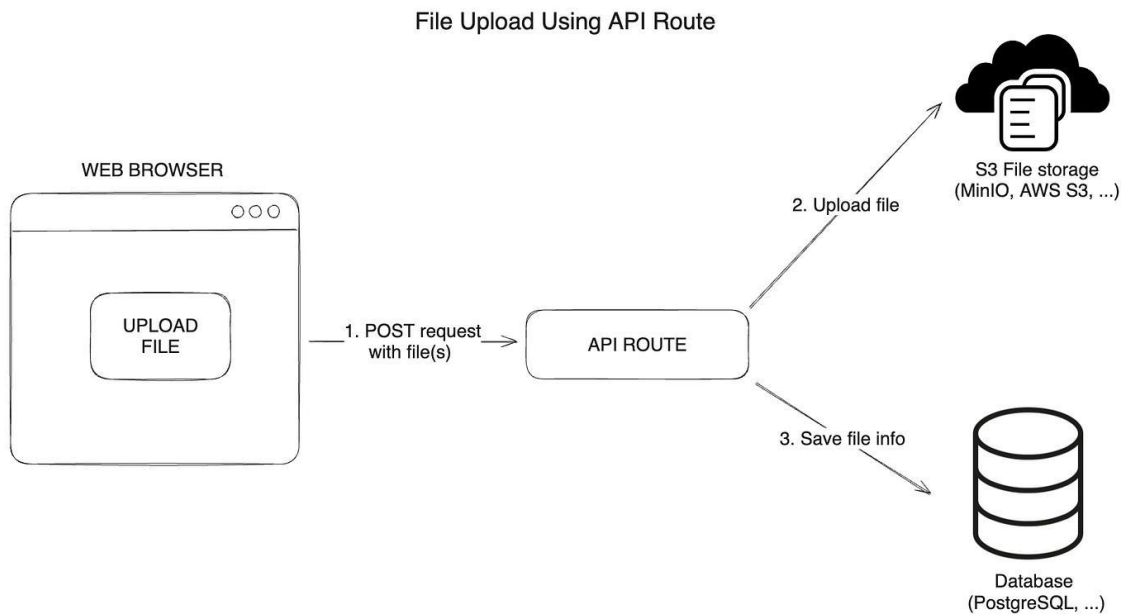 File Upload Using API Route
WEB BROWSER
UPLOAD
FILE
1. POST request
with file(s)
API ROUTE
2. Upload file
S3 File storage
(MinIO, AWS S3, ...)
3. Save file info
Database
(PostgreSQL, ...)